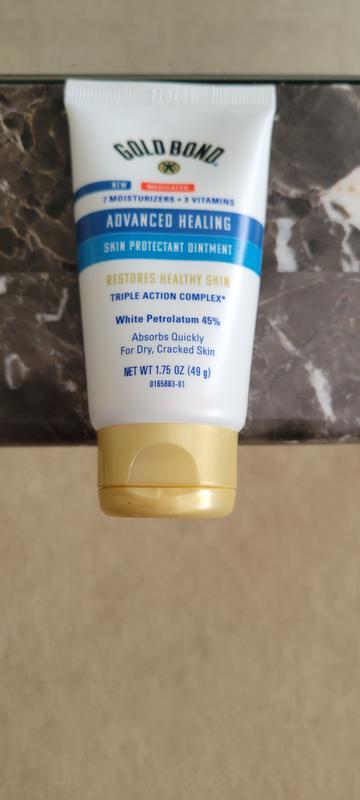 GOLD BOND®
NEW MEDICATED
7 MOISTURIZERS + 3 VITAMINS
ADVANCED HEALING
SKIN PROTECTANT OINTMENT
RESTORES HEALTHY SKIN
TRIPLE ACTION COMPLEX*
White Petrolatum 45%
Absorbs Quickly
For Dry, Cracked Skin
NET WT 1.75 OZ (49 g)
0165883-01